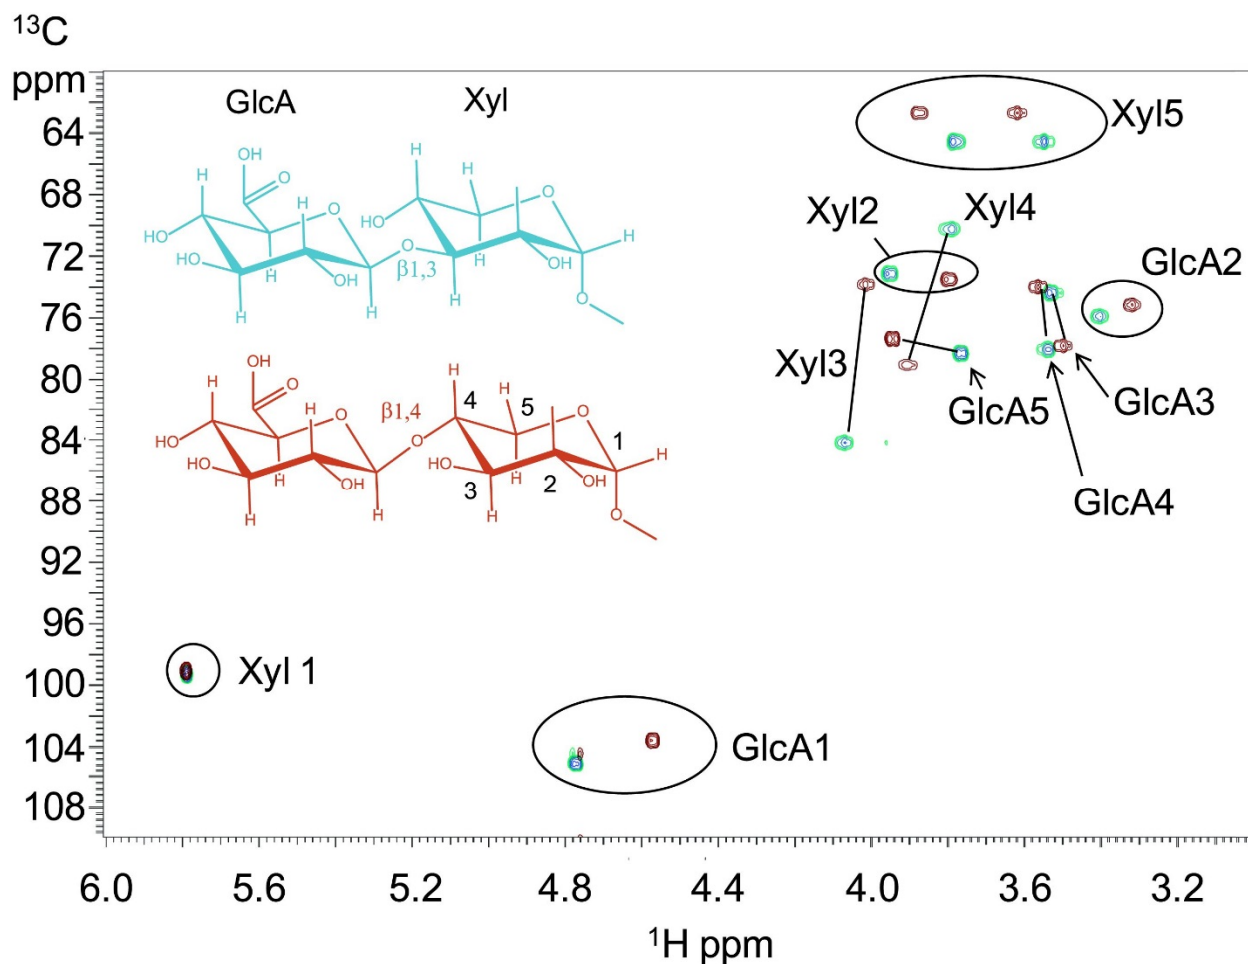 13C
ppm
64
68
72
76
80
84
88
92
96
100
104
108
6.0 5.6 5.2 4.8 4.4 4.0 3.6 3.2
1H ppm
GlcA Xyl
OH
H
O
H
H
H
O
HO
HO
O
H
HO
H
OH
H
O
β1,3
H
H
OH
O
H
OH
H
O
H
β1,4
H
4
H
5
O
HO
HO
O
H
H
OH
H
O
HO
3
H
H
2
OH
1
H
O
Xyl5
Xyl2
Xyl4
GlcA2
Xyl3
GlcA5
GlcA3
GlcA4
Xyl 1
GlcA1